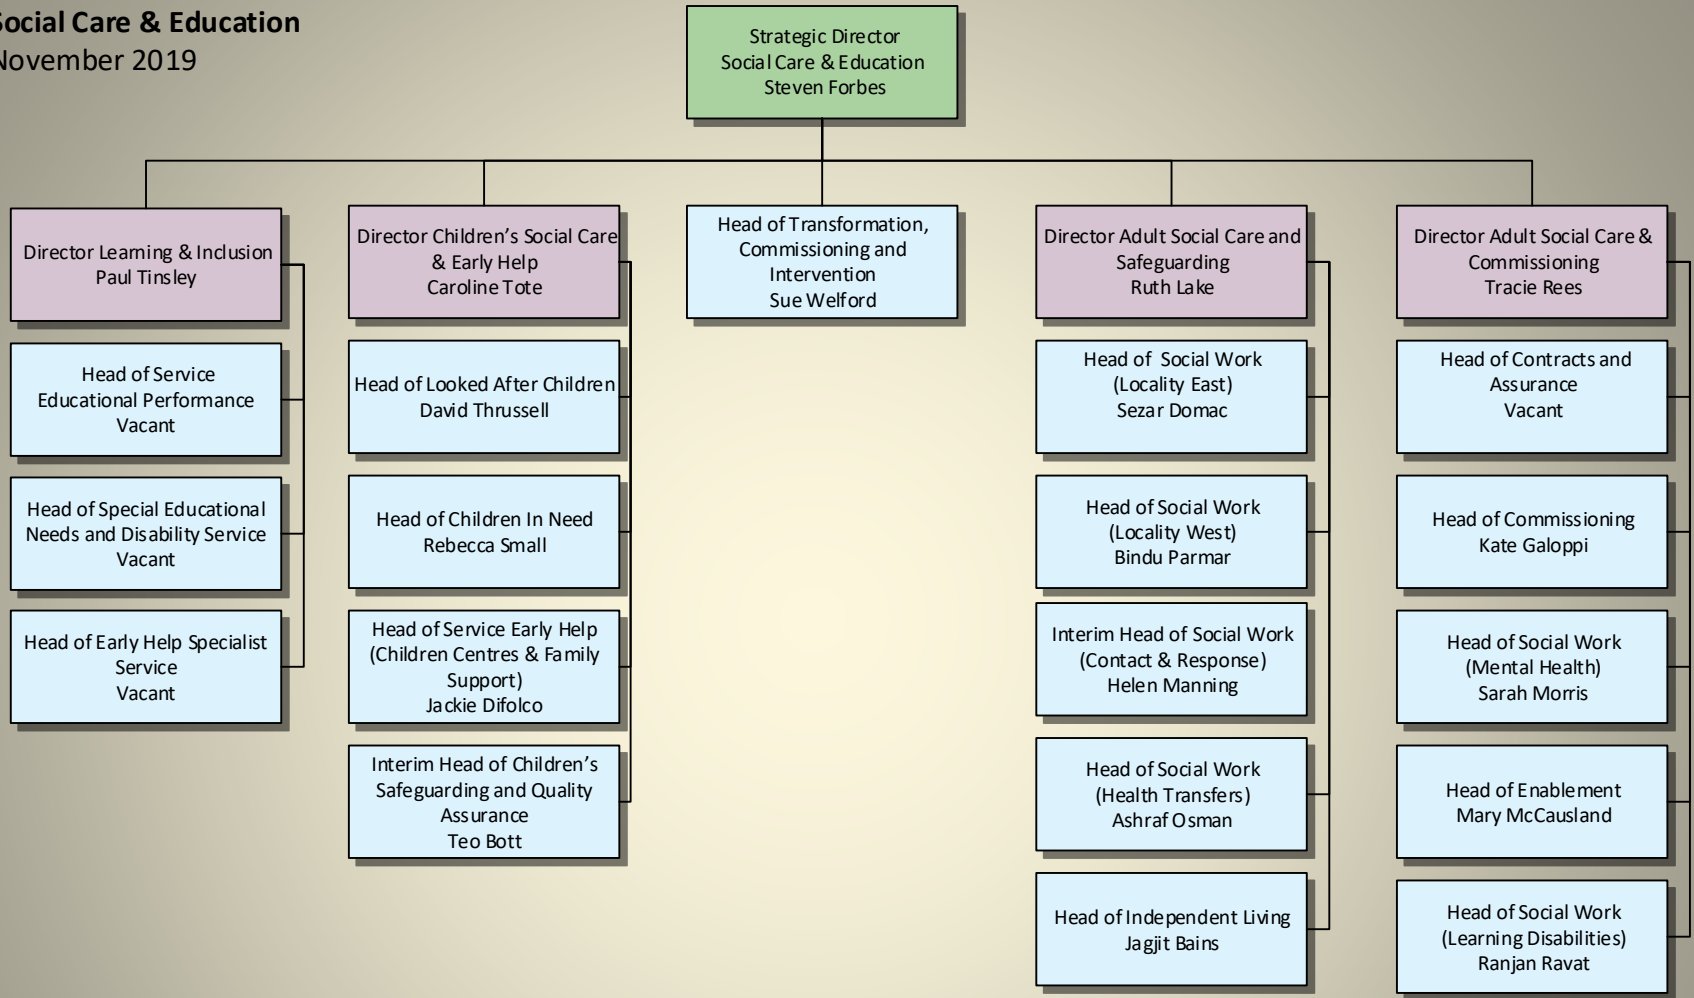 Social Care & Education
November 2019
Strategic Director
Social Care & Education
Steven Forbes
Director Learning & Inclusion
Paul Tinsley
Head of Service
Educational Performance
Vacant
Head of Special Educational
Needs and Disability Service
Vacant
Head of Early Help Specialist
Service
Vacant
Director Children's Social Care
& Early Help
Caroline Tote
Head of Looked After Children
David Thrussell
Head of Children In Need
Rebecca Small
Head of Service Early Help
(Children Centres & Family
Support)
Jackie Difolco
Interim Head of Children's
Safeguarding and Quality
Assurance
Teo Bott
Head of Transformation,
Commissioning and
Intervention
Sue Welford
Director Adult Social Care and
Safeguarding
Ruth Lake
Head of Social Work
(Locality East)
Sezar Domac
Head of Social Work
(Locality West)
Bindu Parmar
Interim Head of Social Work
(Contact & Response)
Helen Manning
Head of Social Work
(Health Transfers)
Ashraf Osman
Head of Independent Living
Jagjit Bains
Director Adult Social Care &
Commissioning
Tracie Rees
Head of Contracts and
Assurance
Vacant
Head of Commissioning
Kate Galoppi
Head of Social Work
(Mental Health)
Sarah Morris
Head of Enablement
Mary McCausland
Head of Social Work
(Learning Disabilities)
Ranjan Ravat